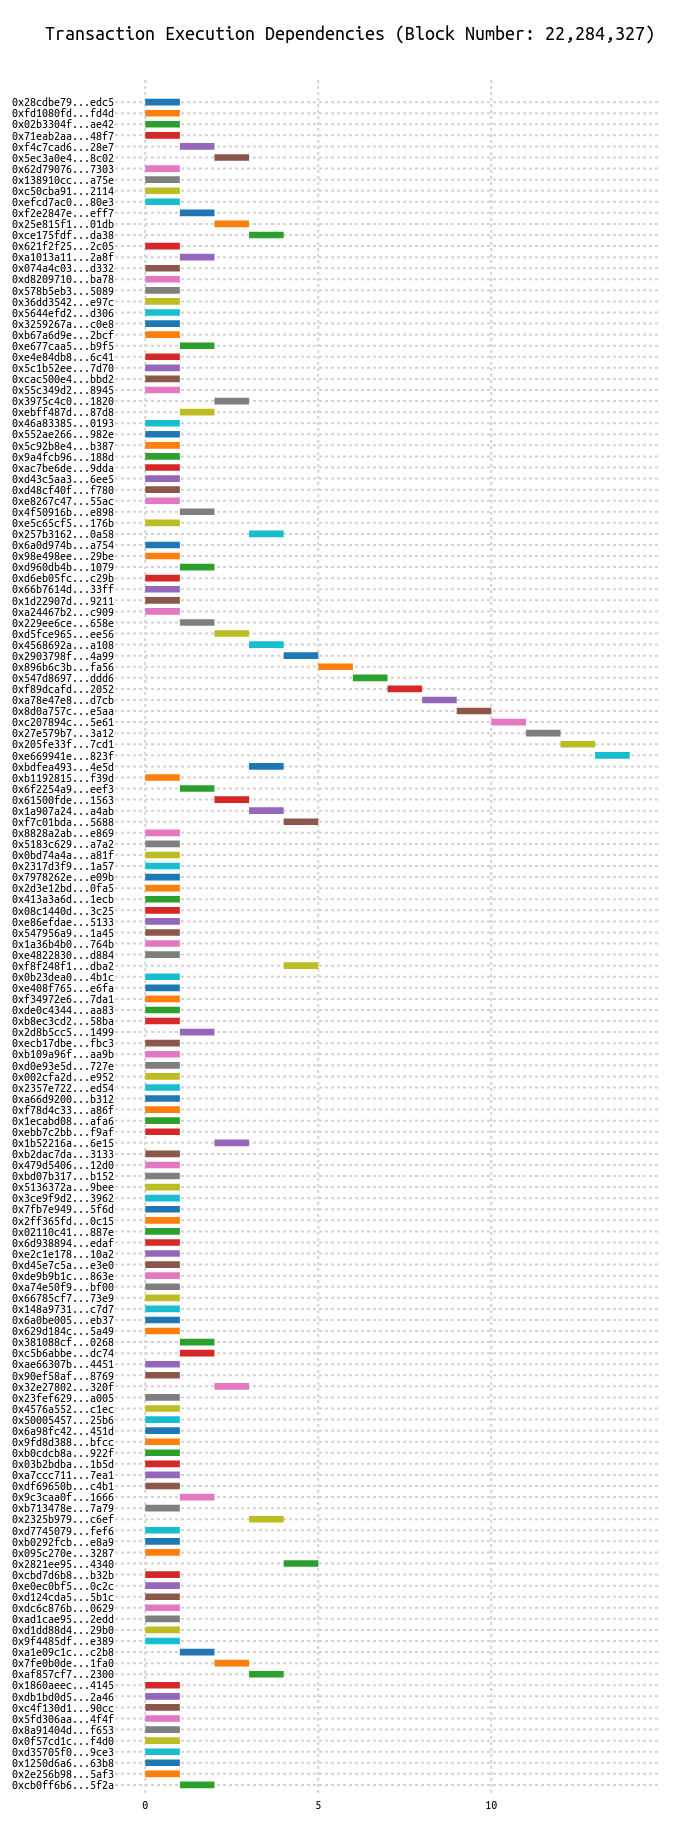 Transaction Execution Dependencies (Block Number: 22,284,327)
0x28cdbe79...edc5
0xfd1080fd...fd4d
0x02b3304f...ae42
0x71eab2aa...48f7
0xf4c7cad6...28e7
0x5ec3a0e4...8c02
0x62d79076...7303
0x138910cc...a75e
0xc50cba91...2114
0xefcd7ac0...80e3
0xf2e2847e...eff7
0x25e815f1...01db
0xce175fdf...da38
0x621f2f25...2c05
0xa1013a11...2a8f
0x074a4c03...d332
0xd8209710...ba78
0x578b5eb3...5089
0x36dd3542...e97c
0x5644efd2...d306
0x3259267a...c0e8
0xb67a6d9e...2bcf
0xe677caa5...b9f5
0xe4e84db8...6c41
0x5c1b52ee...7d70
0xcac500e4...bbd2
0x55c349d2...8945
0x3975c4c0...1820
0xebff487d...87d8
0x46a83385...0193
0x552ae266...982e
0x5c92b8e4...b387
0x9a4fcb96...188d
0xac7be6de...9dda
0xd43c5aa3...6ee5
0xd48cf40f...f780
0xe8267c47...55ac
0x4f50916b...e898
0xe5c65cf5...176b
0x257b3162...0a58
0x6a0d974b...a754
0x98e498ee...29be
0xd960db4b...1079
0xd6eb05fc...c29b
0x66b7614d...33ff
0x1d22907d...9211
0xa24467b2...c909
0x229ee6ce...658e
0xd5fce965...ee56
0x4568692a...a108
0x2903798f...4a99
0x896b6c3b...fa56
0x547d8697...ddd6
0xf89dcafd...2052
0xa78e47e8...d7cb
0x8d0a757c...e5aa
0xc207894c...5e61
0x27e579b7...3a12
0x205fe33f...7cd1
0xe669941e...823f
0xbdfea493...4e5d
0xb1192815...f39d
0x6f2254a9...eef3
0x61500fde...1563
0x1a907a24...a4ab
0xf7c01bda...5688
0x8828a2ab...e869
0x5183c629...a7a2
0x0bd74a4a...a81f
0x2317d3f9...1a57
0x7978262e...e09b
0x2d3e12bd...0fa5
0x413a3a6d...1ecb
0x08c1440d...3c25
0xe86efdae...5133
0x547956a9...1a45
0x1a36b4b0...764b
0xe4822830...d884
0xf8f248f1...dba2
0x0b23dea0...4b1c
0xe408f765...e6fa
0xf34972e6...7da1
0xde0c4344...aa83
0xb8ec3cd2...58ba
0x2d8b5cc5...1499
0xecb17dbe...fbc3
0xb109a96f...aa9b
0xd0e93e5d...727e
0x002cfa2d...e952
0x2357e722...ed54
0xa66d9200...b312
0xf78d4c33...a86f
0x1ecabd08...afa6
0xebb7c2bb...f9af
0x1b52216a...6e15
0xb2dac7da...3133
0x479d5406...12d0
0xbd07b317...b152
0x5136372a...9bee
0x3ce9f9d2...3962
0x7fb7e949...5f6d
0x2ff365fd...0c15
0x02110c41...887e
0x6d938894...edaf
0xe2c1e178...10a2
0xd45e7c5a...e3e0
0xde9b9b1c...863e
0xa74e50f9...bf00
0x66785cf7...73e9
0x148a9731...c7d7
0x6a0be005...eb37
0x629d184c...5a49
0x381088cf...0268
0xc5b6abbe...dc74
0xae66307b...4451
0x90ef58af...8769
0x32e27802...320f
0x23fef629...a005
0x4576a552...c1ec
0x50005457...25b6
0x6a98fc42...451d
0x9fd8d388...bfcc
0xb0cdcb8a...922f
0x03b2bdba...1b5d
0xa7ccc711...7ea1
0xdf69650b...c4b1
0x9c3caa0f...1666
0xb713478e...7a79
0x2325b979...c6ef
0xd7745079...fef6
0xb0292fcb...e8a9
0x095c270e...3287
0x2821ee95...4340
0xcbd7d6b8...b32b
0xe0ec0bf5...0c2c
0xd124cda5...5b1c
0xdc6c876b...0629
0xad1cae95...2edd
0xd1dd88d4...29b0
0x9f4485df...e389
0xa1e09c1c...c2b8
0x7fe0b0de...1fa0
0xaf857cf7...2300
0x1860aeec...4145
0xdb1bd0d5...2a46
0xc4f130d1...90cc
0x5fd306aa...4f4f
0x8a91404d...f653
0x0f57cd1c...f4d0
0xd35705f0...9ce3
0x1250d6a6...63b8
0x2e256b98...5af3
0xcb0ff6b6...5f2a
0 5 10